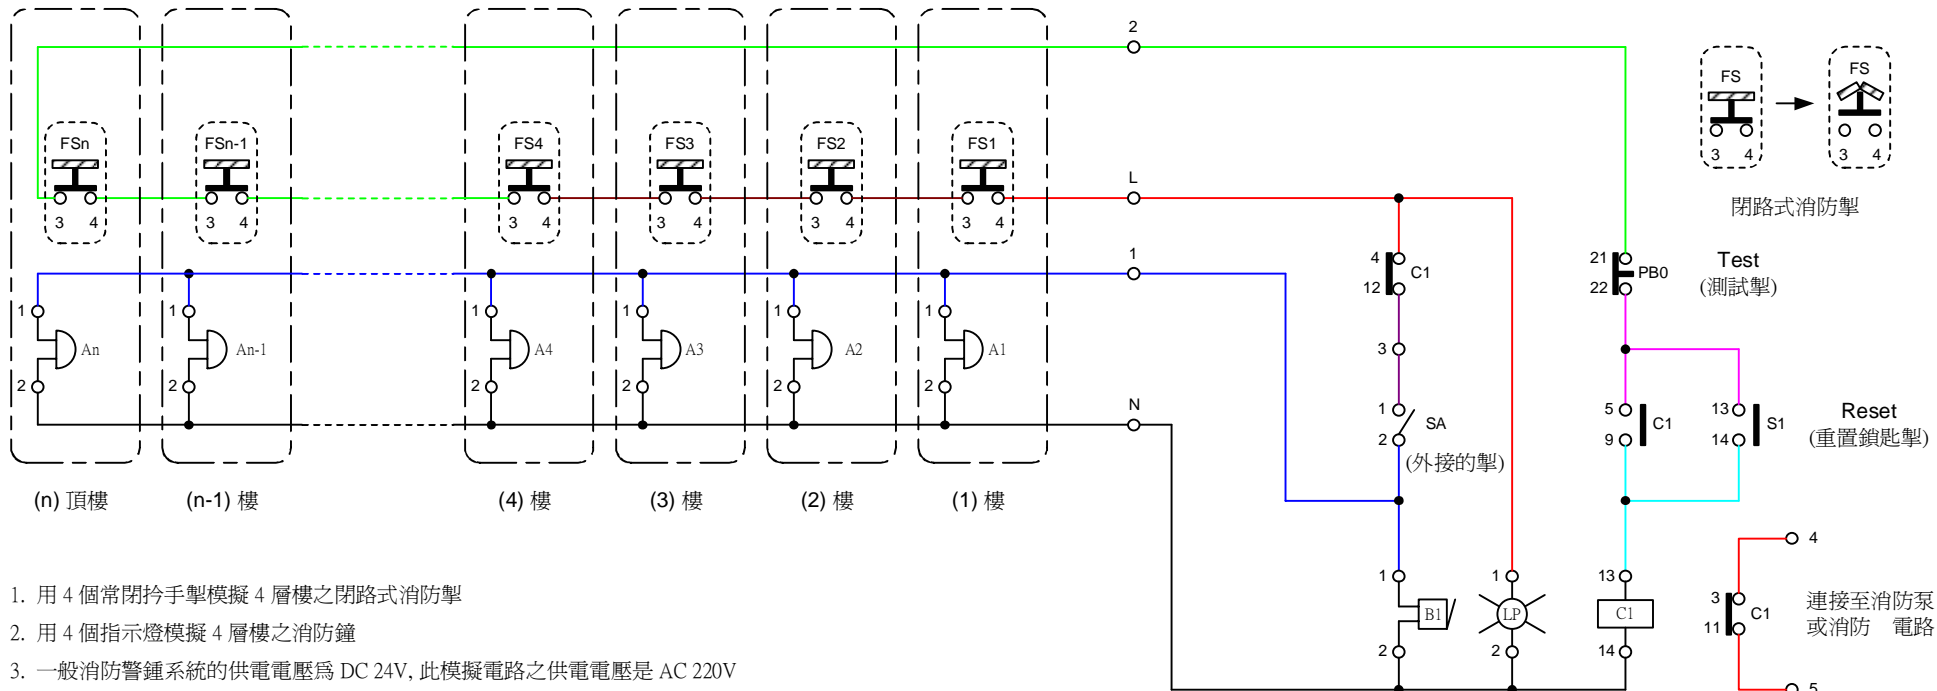 2
FS FS
FSn FSn-1 FS4 FS3 FS2 FS1
3 4 3 4
L
3 4 3 4 3 4 3 4 3 4 3 4
閉路式消防掣
1
4
C1
12
21
PB0
22
Test
(測試掣)
1 1 1 1 1 1
An An-1 A4 A3 A2 A1
3
2 2 2 2 2 2
N
1
SA
2
(外接的掣)
5
C1
9
13
S1
14
Reset
(重置鎖匙掣)
(n) 頂樓 (n-1) 樓 (4) 樓 (3) 樓 (2) 樓 (1) 樓
4
1 1 13
B1 LP C1
2 2 14
3
C1
11
連接至消防泵
或消防 電路
5
1. 用 4 個常閉拎手掣模擬 4 層樓之閉路式消防掣
2. 用 4 個指示燈模擬 4 層樓之消防鐘
3. 一般消防警鍾系統的供電電壓爲 DC 24V, 此模擬電路之供電電壓是 AC 220V